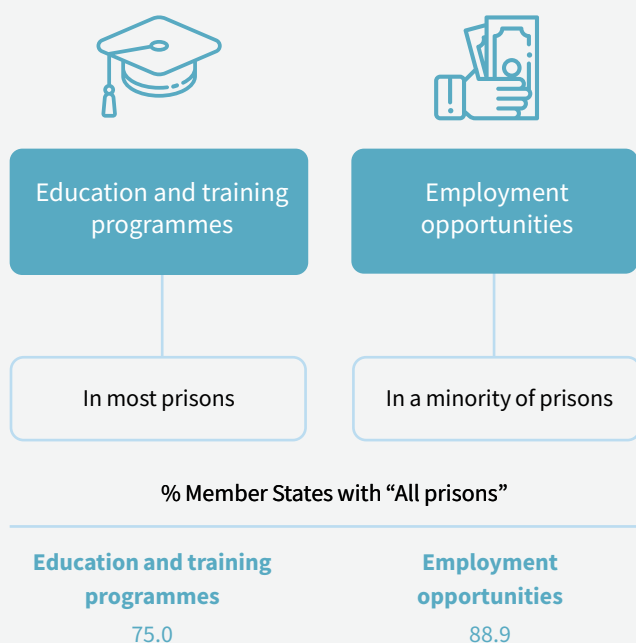 Education and training
programmes
Employment
opportunities
In most prisons
In a minority of prisons
% Member States with “All prisons”
Education and training
programmes
75.0
Employment
opportunities
88.9